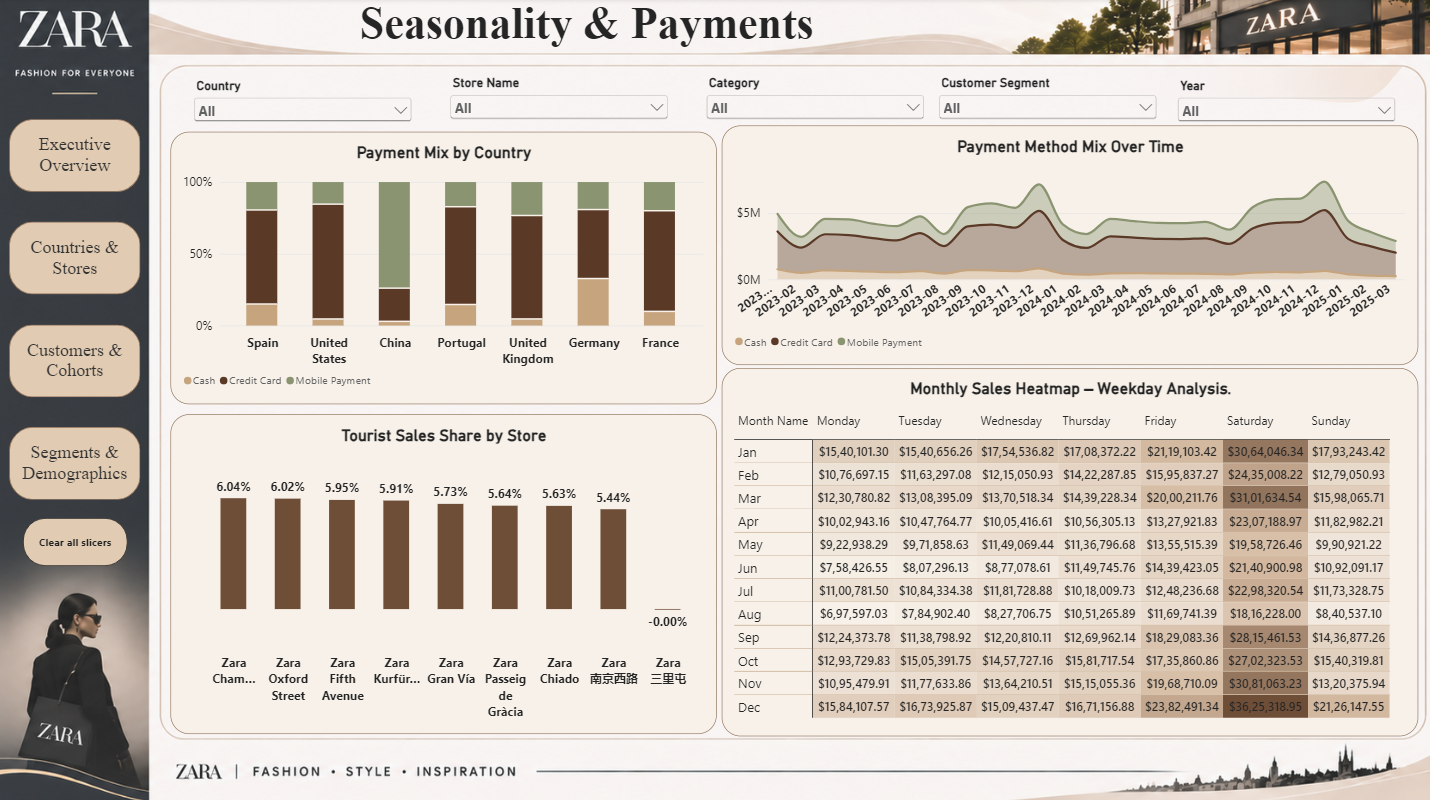 ZARA
FASHION FOR EVERYONE
Executive
Overview
Countries &
Stores
Customers &
Cohorts
Segments &
Demographics
Clear all slicers
ZARA
Seasonality & Payments
ZARA
Country
All
Store Name
All
Category
All
Customer Segment
All
Year
All
Payment Mix by Country
100%
50%
0%
Spain
United
States
China
Portugal
United
Kingdom
Germany
France
Cash Credit Card Mobile Payment
Payment Method Mix Over Time
$5M
$0M
2023-... 2023-02 2023-03 2023-04 2023-05 2023-06 2023-07 2023-08 2023-09 2023-10 2023-11 2023-12 2024-01 2024-02 2024-03 2024-04 2024-05 2024-06 2024-07 2024-08 2024-09 2024-10 2024-11 2024-12 2025-01 2025-02 2025-03
Cash Credit Card Mobile Payment
Tourist Sales Share by Store
6.04% 6.02% 5.95% 5.91% 5.73% 5.64% 5.63% 5.44% -0.00%
Zara
Cham...
Zara
Oxford
Street
Zara
Fifth
Avenue
Zara
Kurfür...
Zara
Gran Vía
Zara
Passeig
de
Gràcia
Zara
Chiado
Zara
南京西路
Zara
三里屯
Monthly Sales Heatmap – Weekday Analysis.
Month Name Monday Tuesday Wednesday Thursday Friday Saturday Sunday
Jan $15,40,101.30 $15,40,656.26 $17,54,536.82 $17,08,372.22 $21,19,103.42 $30,64,046.34 $17,93,243.42
Feb $10,76,697.15 $11,63,297.08 $12,15,050.93 $14,22,287.85 $15,95,837.27 $24,35,008.22 $12,79,050.93
Mar $12,30,780.82 $13,08,395.09 $13,70,518.34 $14,39,228.34 $20,00,211.76 $31,01,634.54 $15,98,065.71
Apr $10,02,943.16 $10,47,764.77 $10,05,416.61 $10,56,305.13 $13,27,921.83 $23,07,188.97 $11,82,982.21
May $9,22,938.29 $9,71,858.63 $11,49,069.44 $11,36,796.68 $13,55,515.39 $19,58,726.46 $9,90,921.22
Jun $7,58,426.55 $8,07,296.13 $8,77,078.61 $11,49,745.76 $14,39,423.05 $21,40,900.98 $10,92,091.17
Jul $11,00,781.50 $10,84,334.38 $11,81,728.88 $10,18,009.73 $12,48,236.68 $22,98,320.54 $11,73,328.75
Aug $6,97,597.03 $7,84,902.40 $8,27,706.75 $10,51,265.89 $11,69,741.39 $18,16,228.00 $8,40,537.10
Sep $12,24,373.78 $11,38,798.92 $12,20,810.11 $12,69,962.14 $18,29,083.36 $28,15,461.53 $14,36,877.26
Oct $12,93,729.83 $15,05,391.75 $14,57,727.16 $15,81,717.54 $17,35,860.86 $27,02,323.53 $15,40,319.81
Nov $10,95,479.91 $11,77,633.86 $13,64,210.51 $15,15,055.36 $19,68,710.09 $30,81,063.23 $13,20,375.94
Dec $15,84,107.57 $16,73,925.87 $15,09,437.47 $16,71,156.88 $23,82,491.34 $36,25,318.95 $21,26,147.55
ZARA | FASHION • STYLE • INSPIRATION